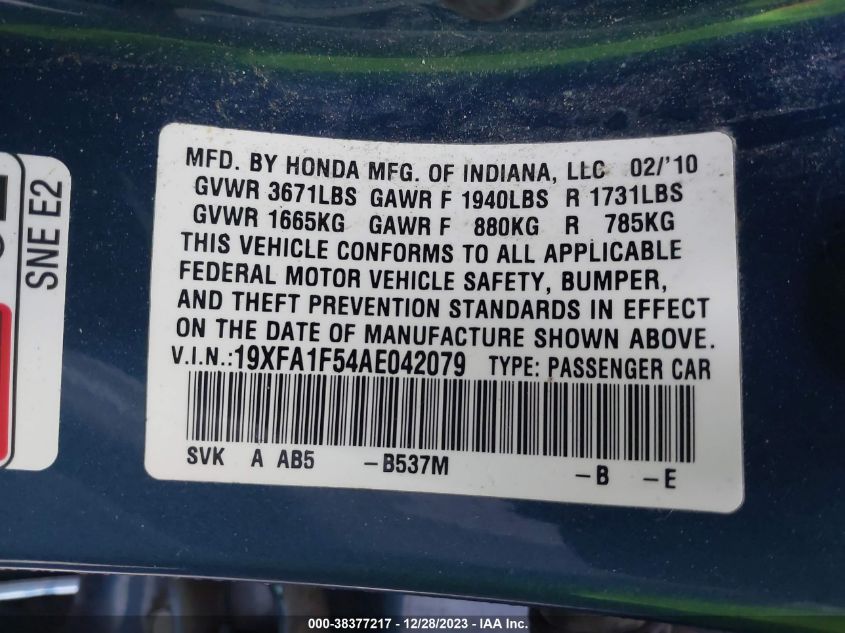 MFD. BY HONDA MFG. OF INDIANA, LLC 02/'10
GVWR 3671LBS GAWR F 1940LBS R 1731LBS
GVWR 1665KG GAWR F 880KG R 785KG
THIS VEHICLE CONFORMS TO ALL APPLICABLE
FEDERAL MOTOR VEHICLE SAFETY, BUMPER,
AND THEFT PREVENTION STANDARDS IN EFFECT
ON THE DATE OF MANUFACTURE SHOWN ABOVE.
V.I.N.: 19XFA1F54AE042079 TYPE: PASSENGER CAR
SVK A AB5 -B537M -B -E
SNE E2
000-38377217 - 12/28/2023 - IAA Inc.